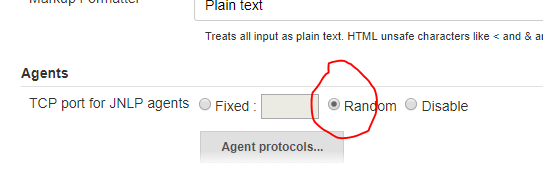 Markup Formatter
Plain text
Treats all input as plain text. HTML unsafe characters like < and & ar
Agents
TCP port for JNLP agents Fixed : Random Disable
Agent protocols...